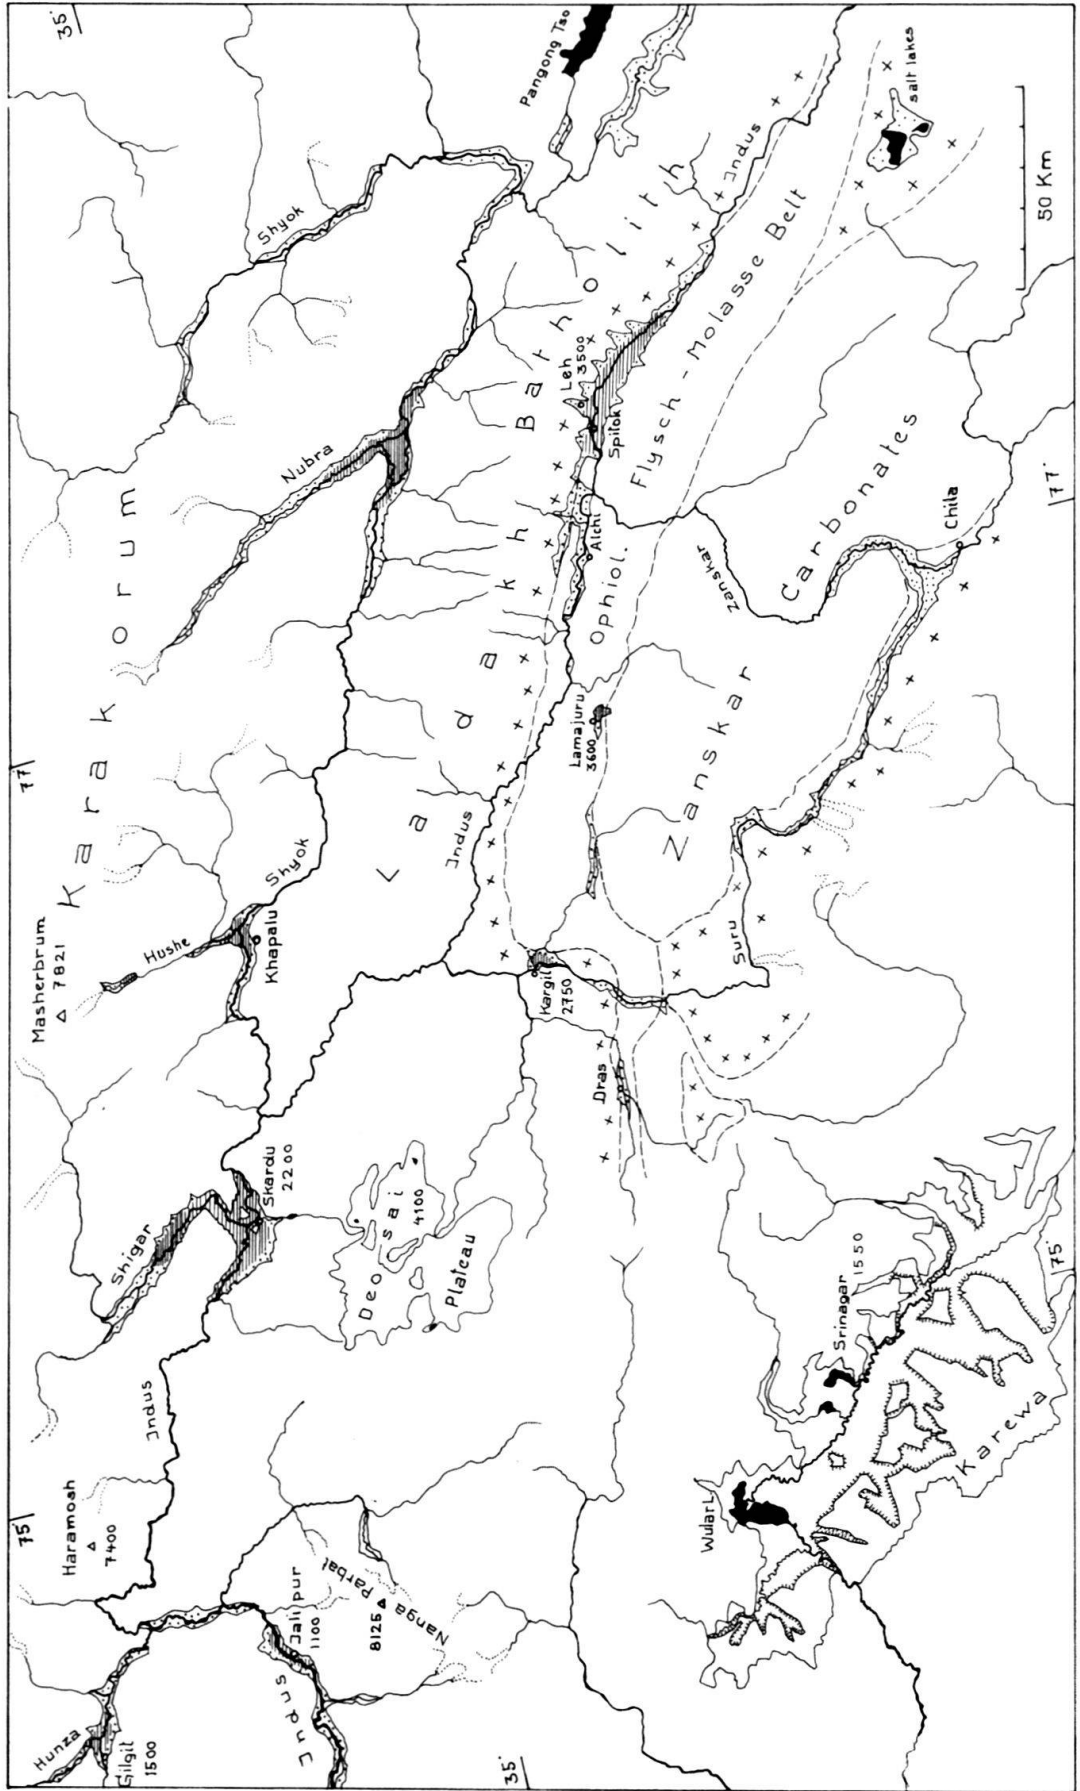 35°
Pangong Tso
salt lakes
Shyok
Indus
50 Km
Nubra
Karakorum
Ladakh Batholith
Leh
3500
Spitok
Flysch - Molasse Belt
Alchi
Ophiol.
Zanskar
Zanskar Carbonates
Chila
77°
77°
Lamajuru
3600
Indus
Shyok
Hushe
Khapalu
Masherbrum
7821
Suru
Kargil
2750
Dras
Skardu
2200
Shigar
Deosai
4100
Plateau
Srinagar
1550
75°
Karewa
Wular L.
Indus
Haramosh
7400
75°
Jalipur
1100
Nanga Parbat
8125
Indus
Hunza
Gilgit
1500
35°